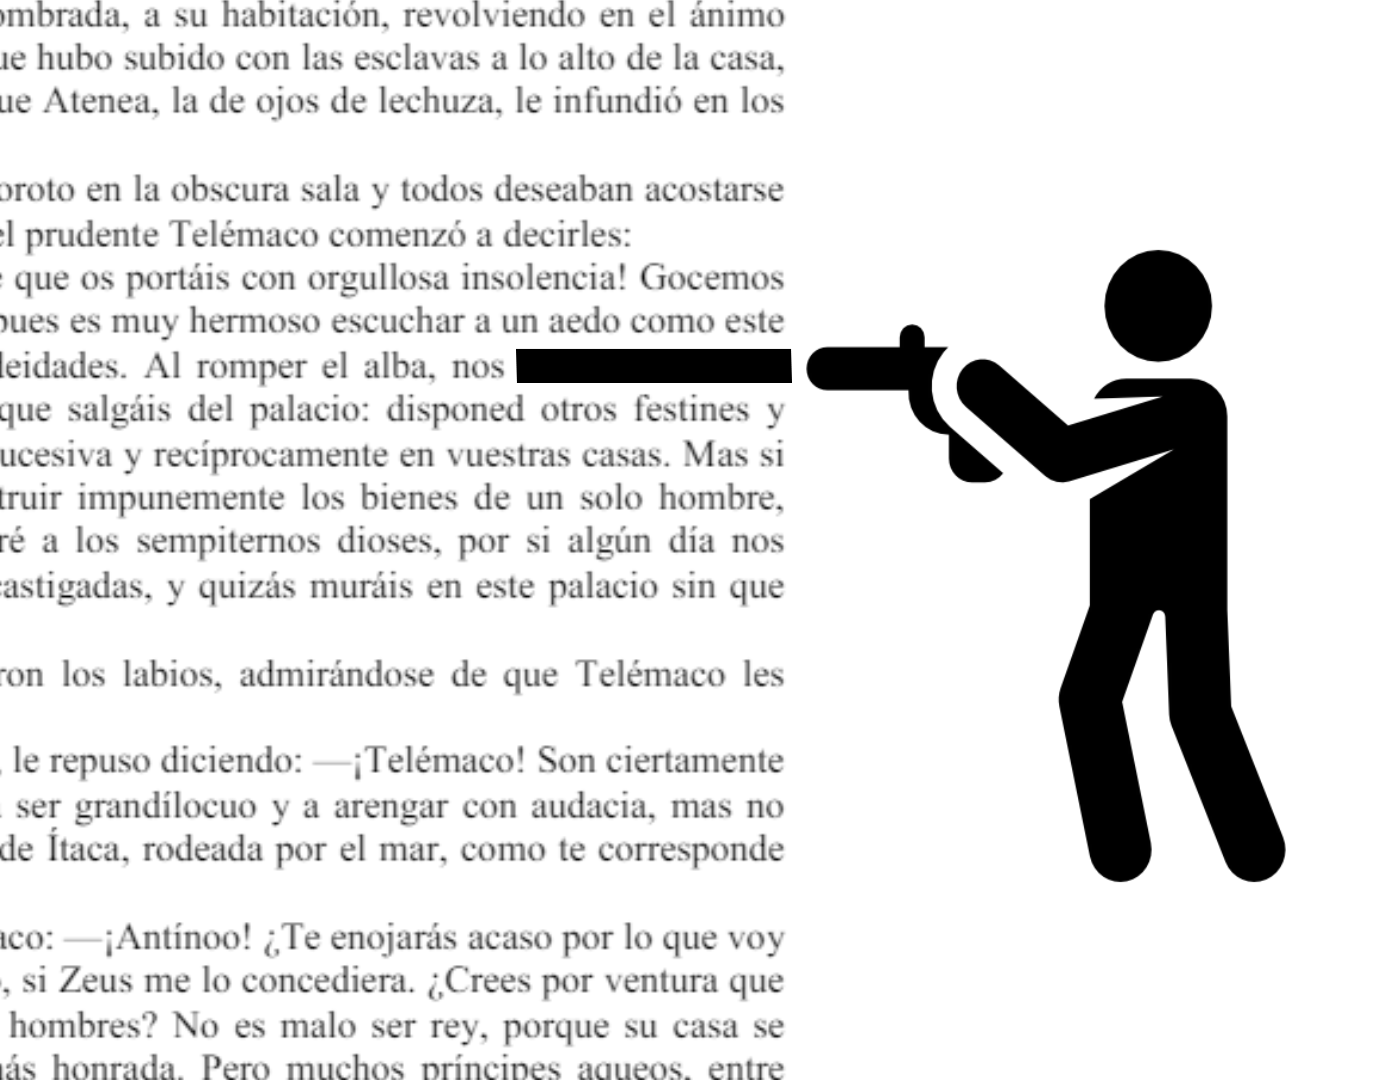 ombrada, a su habitación, revolviendo en el ánimo
ue hubo subido con las esclavas a lo alto de la casa,
ue Atenea, la de ojos de lechuza, le infundió en los
oroto en la obscura sala y todos deseaban acostarse
el prudente Telémaco comenzó a decirles:
e que os portáis con orgullosa insolencia! Gocemos
pues es muy hermoso escuchar a un aedo como este
leidades. Al romper el alba, nos
que salgáis del palacio: disponed otros festines y
ucesiva y recíprocamente en vuestras casas. Mas si
truir impunemente los bienes de un solo hombre,
ré a los sempiternos dioses, por si algún día nos
castigadas, y quizás muráis en este palacio sin que
ron los labios, admirándose de que Telémaco les
, le repuso diciendo: —¡Telémaco! Son ciertamente
ser grandílocuo y a arengar con audacia, mas no
de Ítaca, rodeada por el mar, como te corresponde
aco: —¡Antínoo! ¿Te enojarás acaso por lo que voy
, si Zeus me lo concediera. ¿Crees por ventura que
hombres? No es malo ser rey, porque su casa se
más honrada. Pero muchos príncipes aqueos, entre